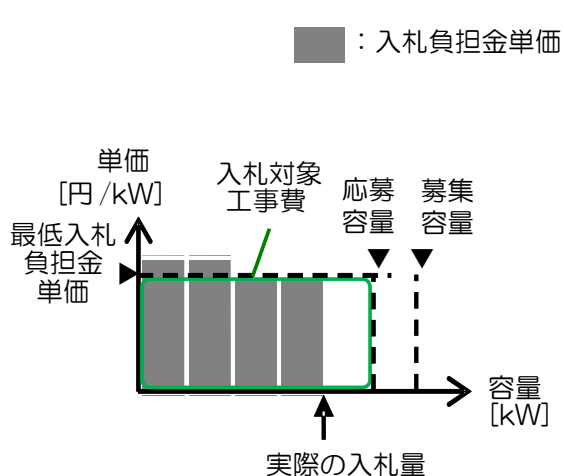 ：入札負担金単価
単価
[円/kW]
入札対象
工事費
応募
容量
募集
容量
最低入札
負担金
単価
容量
[kW]
実際の入札量